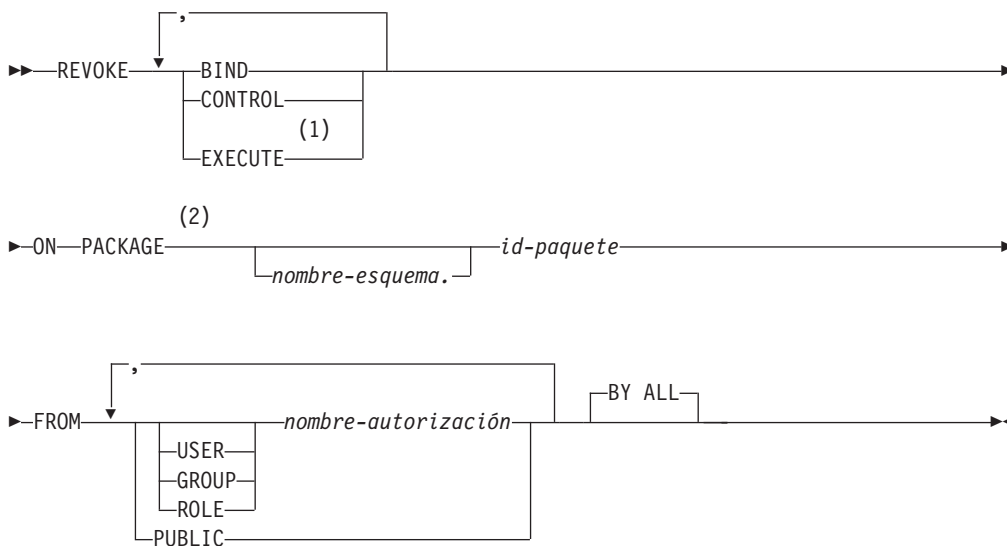 ,
REVOKE BIND
CONTROL
(1)
EXECUTE
(2)
ON PACKAGE id-paquete
nombre-esquema.
,
BY ALL
FROM nombre-autorización
USER
GROUP
ROLE
PUBLIC